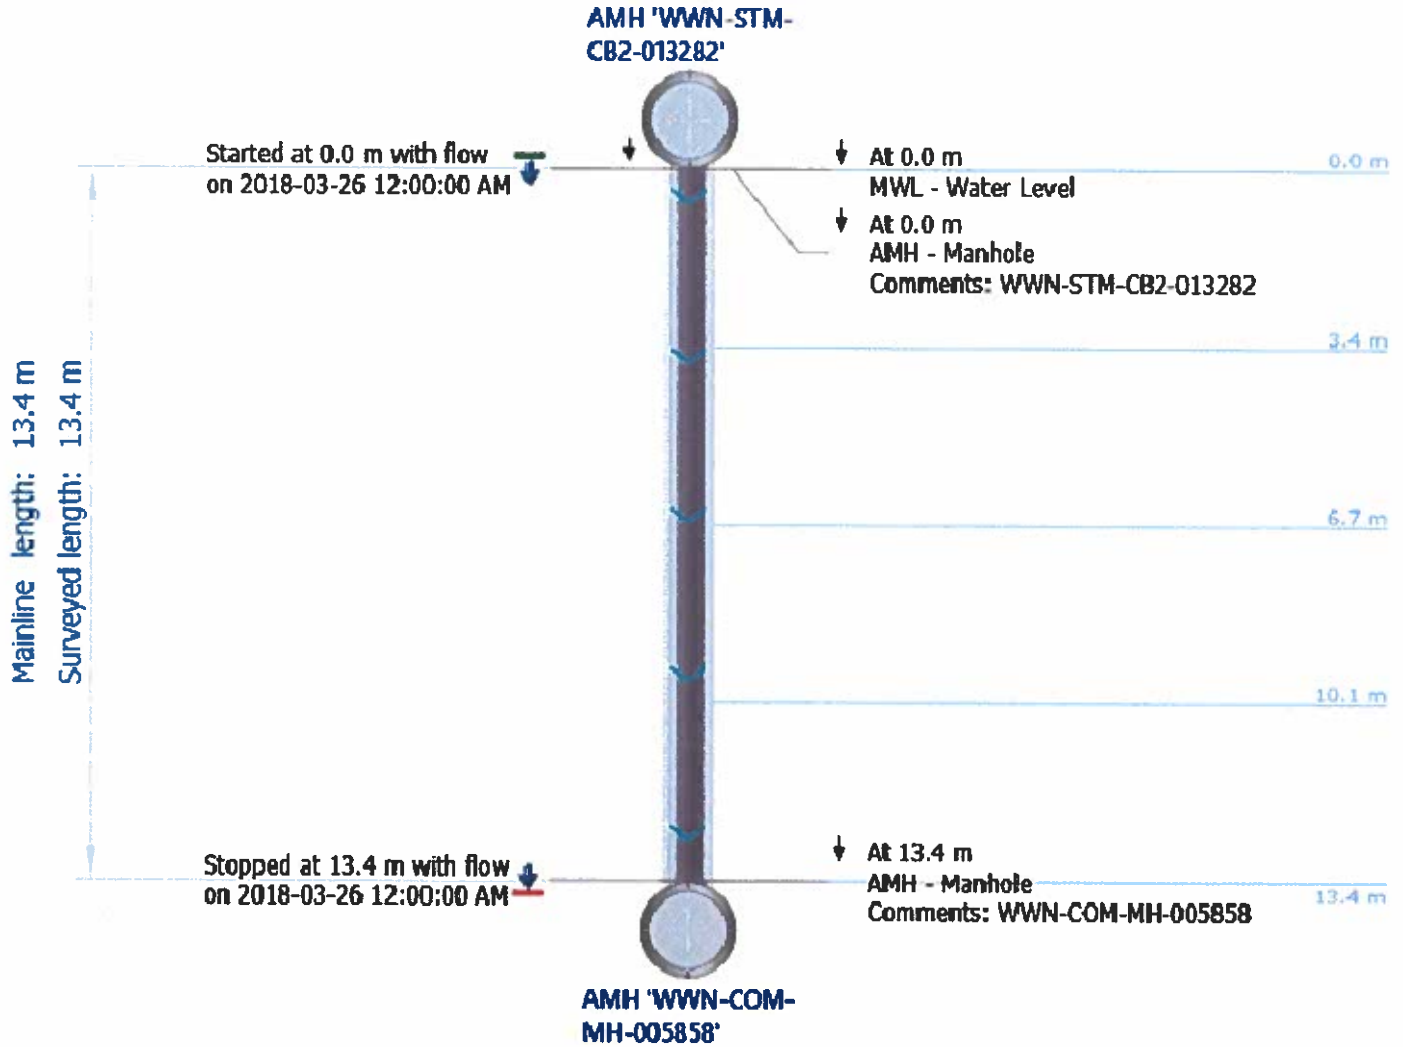 AMH 'WWN-STM-
CB2-013282'
Started at 0.0 m with flow
on 2018-03-26 12:00:00 AM
At 0.0 m
MWL - Water Level
0.0 m
At 0.0 m
AMH - Manhole
Comments: WWN-STM-CB2-013282
3.4 m
6.7 m
10.1 m
Mainline length: 13.4 m
Surveyed length: 13.4 m
Stopped at 13.4 m with flow
on 2018-03-26 12:00:00 AM
At 13.4 m
AMH - Manhole
Comments: WWN-COM-MH-005858
13.4 m
AMH 'WWN-COM-
MH-005858'